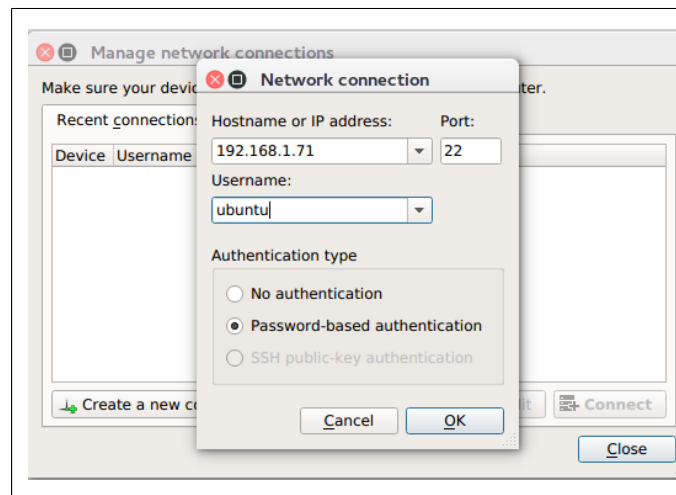 Manage network connections
Make sure your devic
ter.
Network connection
Recent connection
Hostname or IP address: Port:
192.168.1.71 22
Device Username
Username:
ubuntu
Authentication type
No authentication
Password-based authentication
SSH public-key authentication
Create a new co
it
Connect
Cancel OK
Close